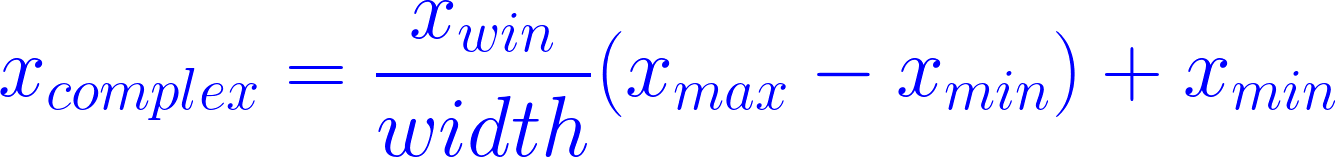 x_{complex} = \frac{x_{win}}{width}(x_{max} - x_{min}) + x_{min}